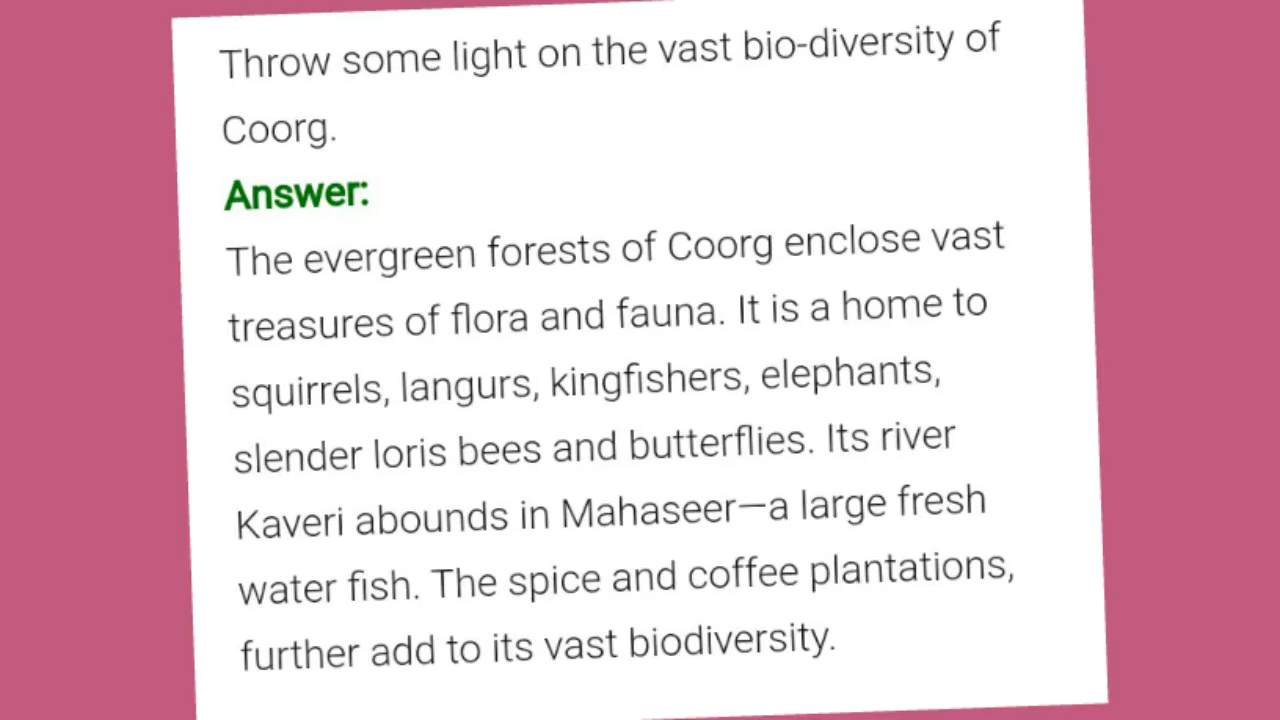 Throw some light on the vast bio-diversity of
Coorg.
Answer:
The evergreen forests of Coorg enclose vast
treasures of flora and fauna. It is a home to
squirrels, langurs, kingfishers, elephants,
slender loris bees and butterflies. Its river
Kaveri abounds in Mahaseer—a large fresh
water fish. The spice and coffee plantations,
further add to its vast biodiversity.